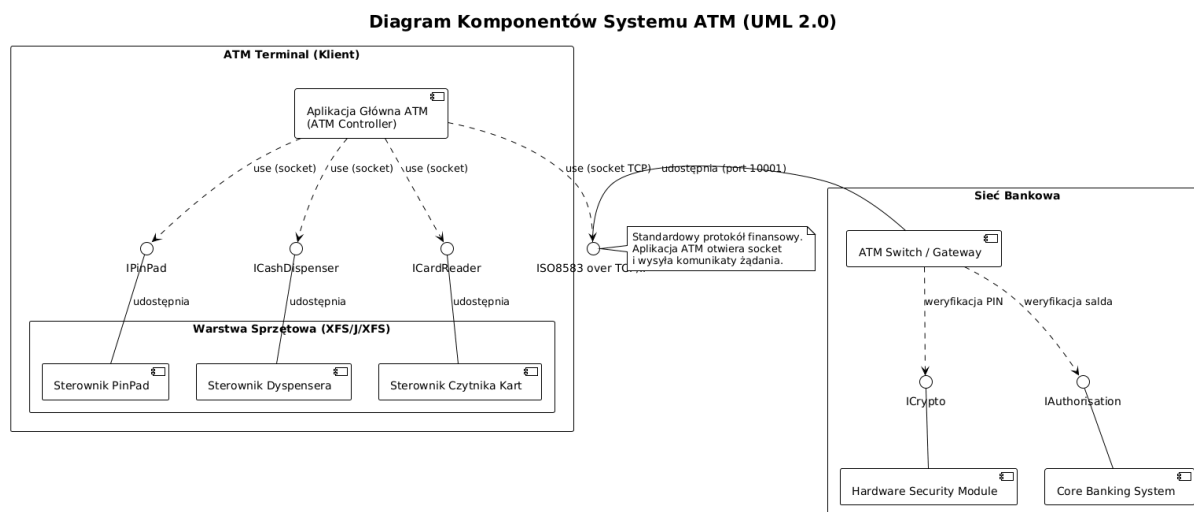 Diagram Komponentów Systemu ATM (UML 2.0)
ATM Terminal (Klient)
Aplikacja Główna ATM
(ATM Controller)
use (socket)
use (socket)
use (socket)
use (socket TCP)
udostępnia (port 10001)
Sieć Bankowa
ATM Switch / Gateway
Standardowy protokół finansowy.
Aplikacja ATM otwiera socket
i wysyła komunikaty żądania.
IPinPad
ICashDispenser
ICardReader
ISO8583 over
udostępnia
udostępnia
udostępnia
weryfikacja PIN
weryfikacja salda
Warstwa Sprzętowa (XFS/J/XFS)
Sterownik PinPad
Sterownik Dyspensera
Sterownik Czytnika Kart
ICrypto
IAuthorisation
Hardware Security Module
Core Banking System